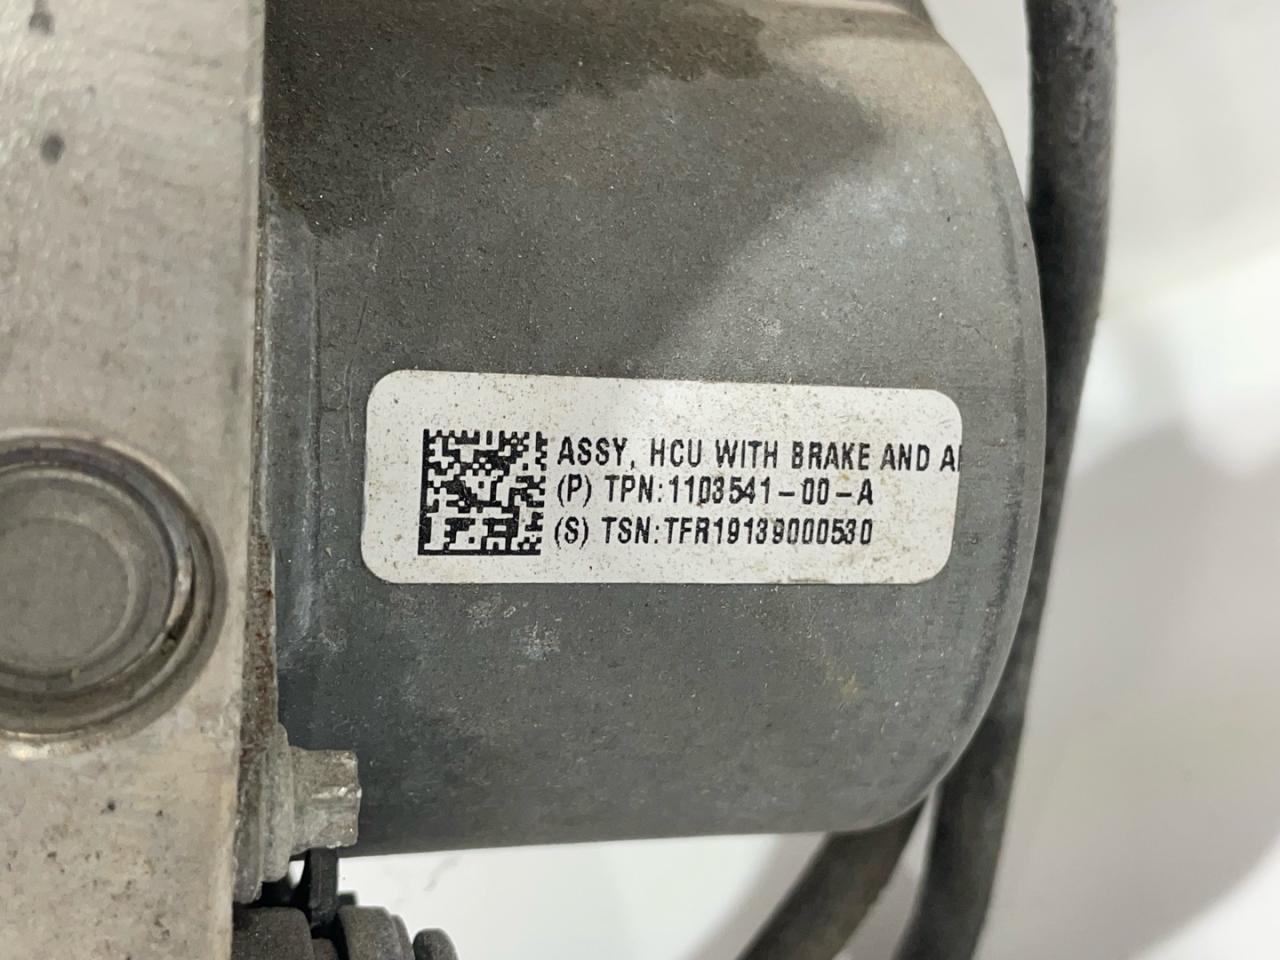 ASSY, HCU WITH BRAKE AND A
(P) TPN:1103541-00-A
(S) TSN:TFR19139000530